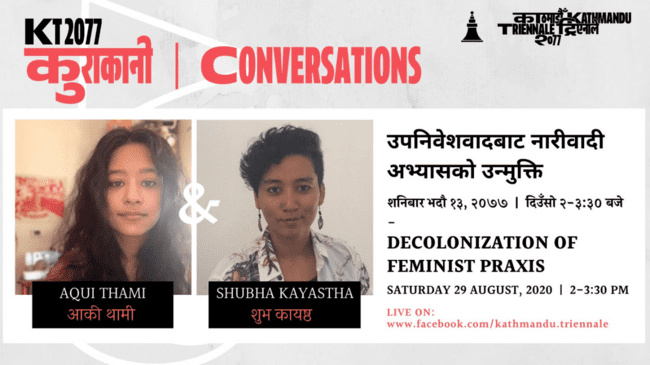 KT2077
कुराकानी | CONVERSATIONS
काठमाडौँ KATHMANDU
TRIENNALE त्रिएनाले
२०७७
&
AQUI THAMI
आकी थामी
SHUBHA KAYASTHA
शुभ कायष्ठ
उपनिवेशवादबाट नारीवादी
अभ्यासको उन्मुक्ति
शनिबार भदौ १३, २०७७ | दिउँसो २-३:३० बजे
–
DECOLONIZATION OF
FEMINIST PRAXIS
SATURDAY 29 AUGUST, 2020 | 2-3:30 PM
LIVE ON:
www.facebook.com/kathmandu.triennale